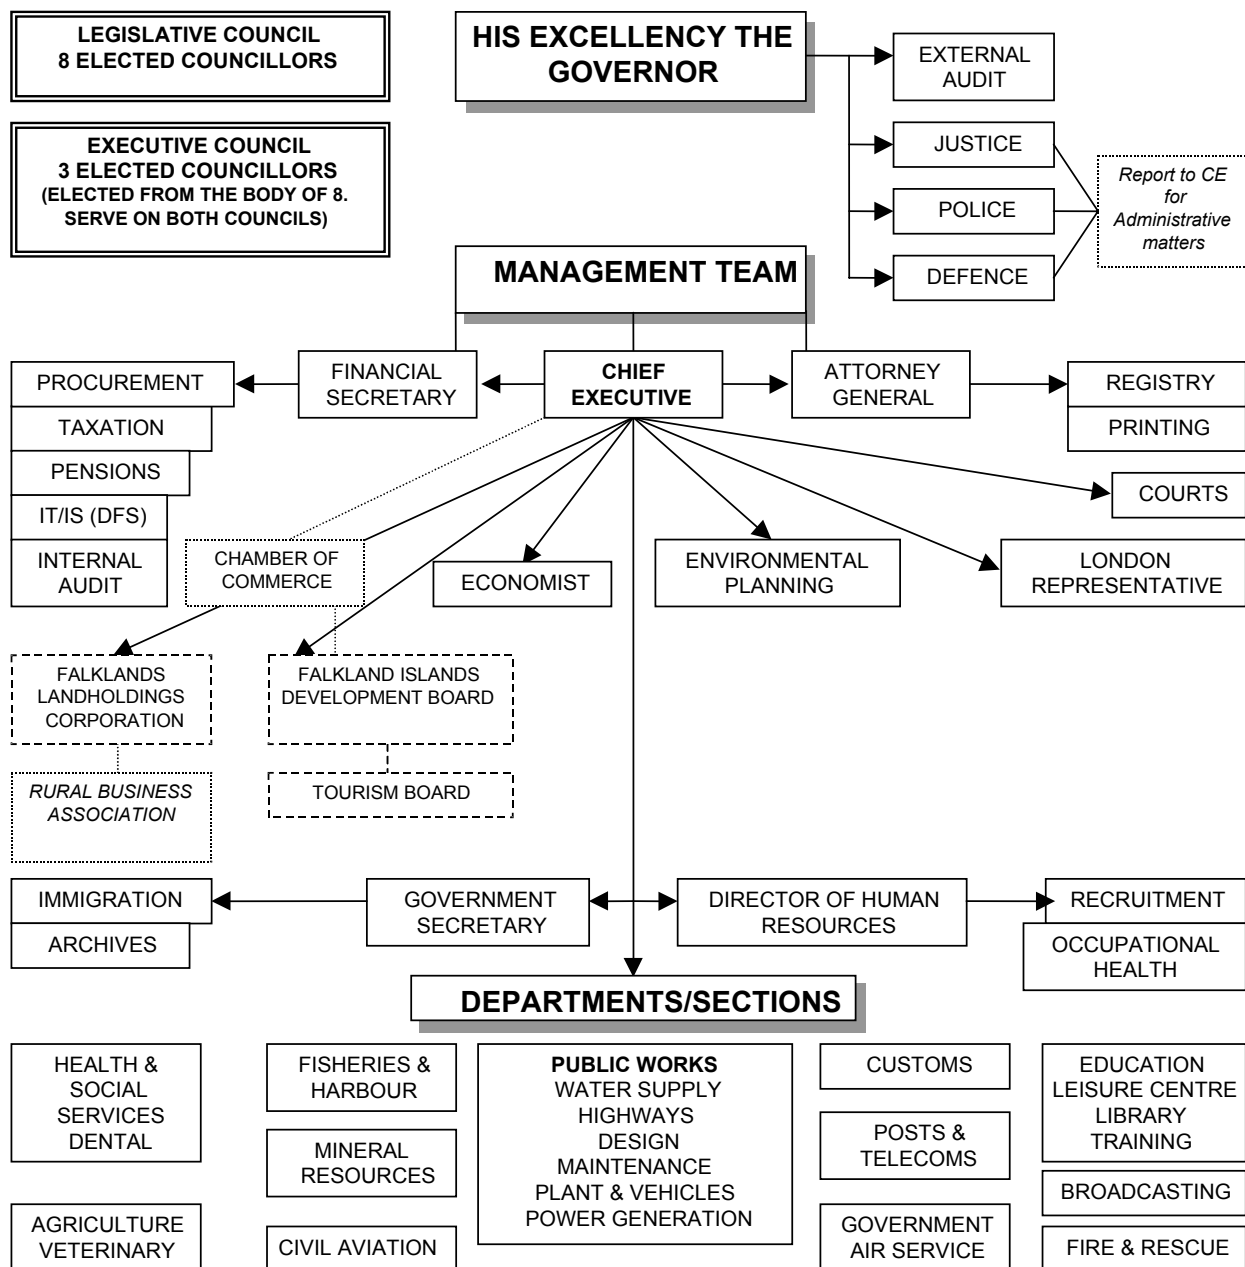 LEGISLATIVE COUNCIL
8 ELECTED COUNCILLORS
HIS EXCELLENCY THE
GOVERNOR
EXTERNAL
AUDIT
EXECUTIVE COUNCIL
3 ELECTED COUNCILLORS
(ELECTED FROM THE BODY OF 8.
SERVE ON BOTH COUNCILS)
JUSTICE
POLICE
DEFENCE
Report to CE
for
Administrative
matters
MANAGEMENT TEAM
PROCUREMENT
TAXATION
PENSIONS
IT/IS (DFS)
INTERNAL
AUDIT
FINANCIAL
SECRETARY
CHIEF
EXECUTIVE
ATTORNEY
GENERAL
REGISTRY
PRINTING
COURTS
CHAMBER OF
COMMERCE
ECONOMIST
ENVIRONMENTAL
PLANNING
LONDON
REPRESENTATIVE
FALKLANDS
LANDHOLDINGS
CORPORATION
FALKLAND ISLANDS
DEVELOPMENT BOARD
RURAL BUSINESS
ASSOCIATION
TOURISM BOARD
IMMIGRATION
ARCHIVES
GOVERNMENT
SECRETARY
DIRECTOR OF HUMAN
RESOURCES
RECRUITMENT
OCCUPATIONAL
HEALTH
DEPARTMENTS/SECTIONS
HEALTH &
SOCIAL
SERVICES
DENTAL
AGRICULTURE
VETERINARY
FISHERIES &
HARBOUR
MINERAL
RESOURCES
CIVIL AVIATION
PUBLIC WORKS
WATER SUPPLY
HIGHWAYS
DESIGN
MAINTENANCE
PLANT & VEHICLES
POWER GENERATION
CUSTOMS
POSTS &
TELECOMS
GOVERNMENT
AIR SERVICE
EDUCATION
LEISURE CENTRE
LIBRARY
TRAINING
BROADCASTING
FIRE & RESCUE